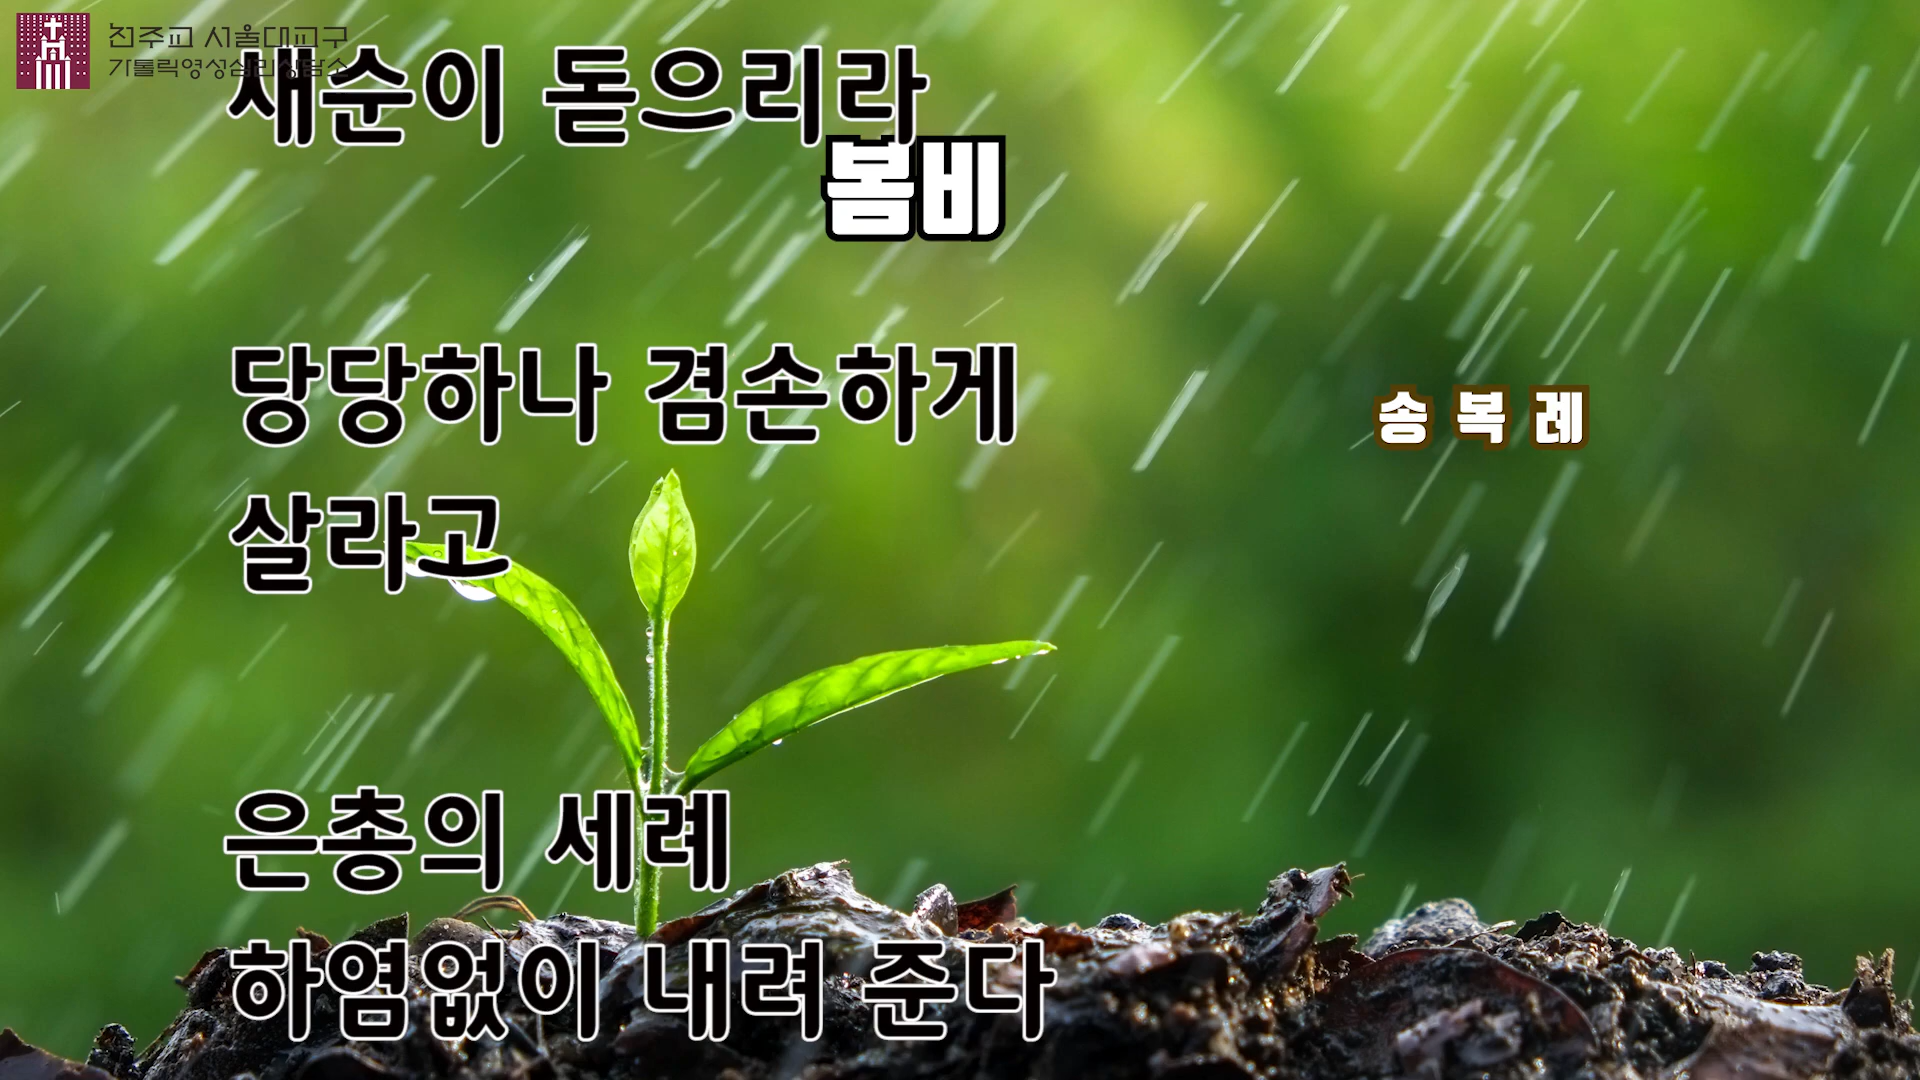 천주교 서울대교구
가톨릭영성심리상담소
새순이 돋으리라
봄비
당당하나 겸손하게
송복례
살라고
은총의 세례
하염없이 내려 준다